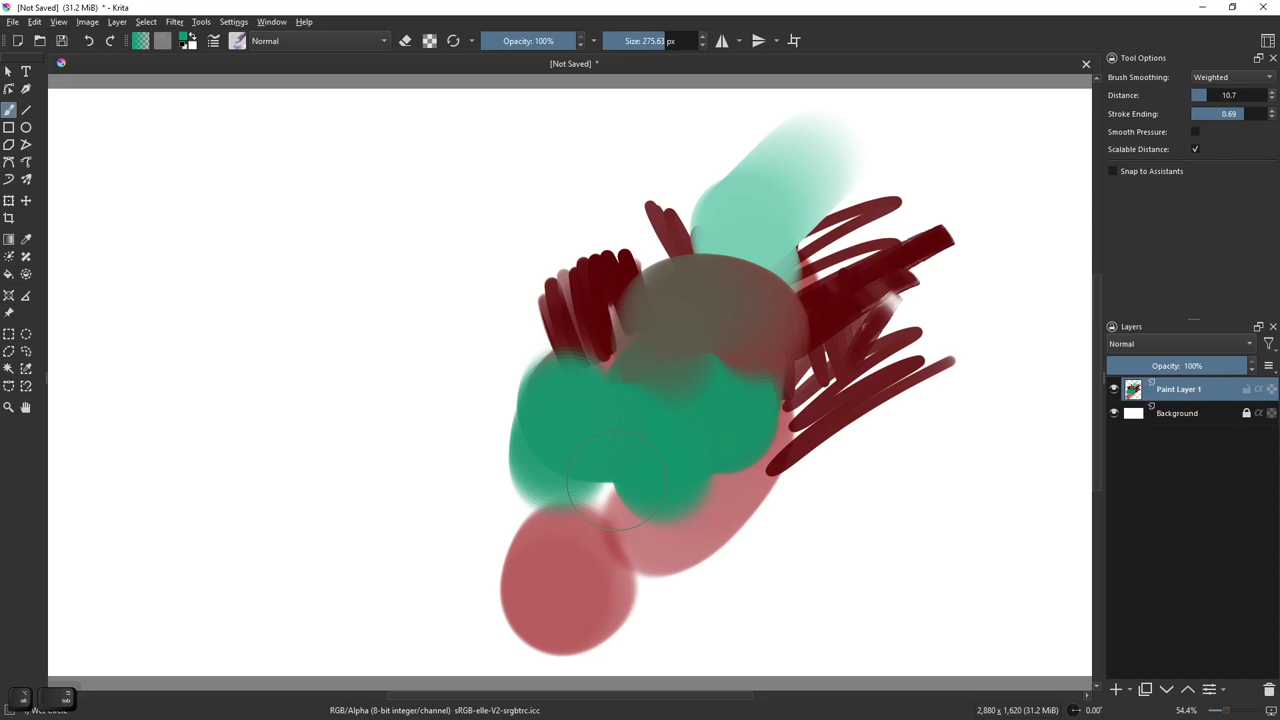 [Not Saved] (31.2 MiB) * - Krita
File Edit View Image Layer Select Filter Tools Settings Window Help
Normal
Opacity: 100%
Size: 275.63 px
[Not Saved] *
Tool Options
Brush Smoothing: Weighted
Distance: 10.7
Stroke Ending: 0.69
Smooth Pressure:
Scalable Distance:
Snap to Assistants
Layers
Normal
Opacity: 100%
Paint Layer 1
Background
alt
tab
RGB/Alpha (8-bit integer/channel) sRGB-elle-V2-srgbtrc.icc
2,880 x 1,620 (31.2 MiB)
0.00°
54.4%